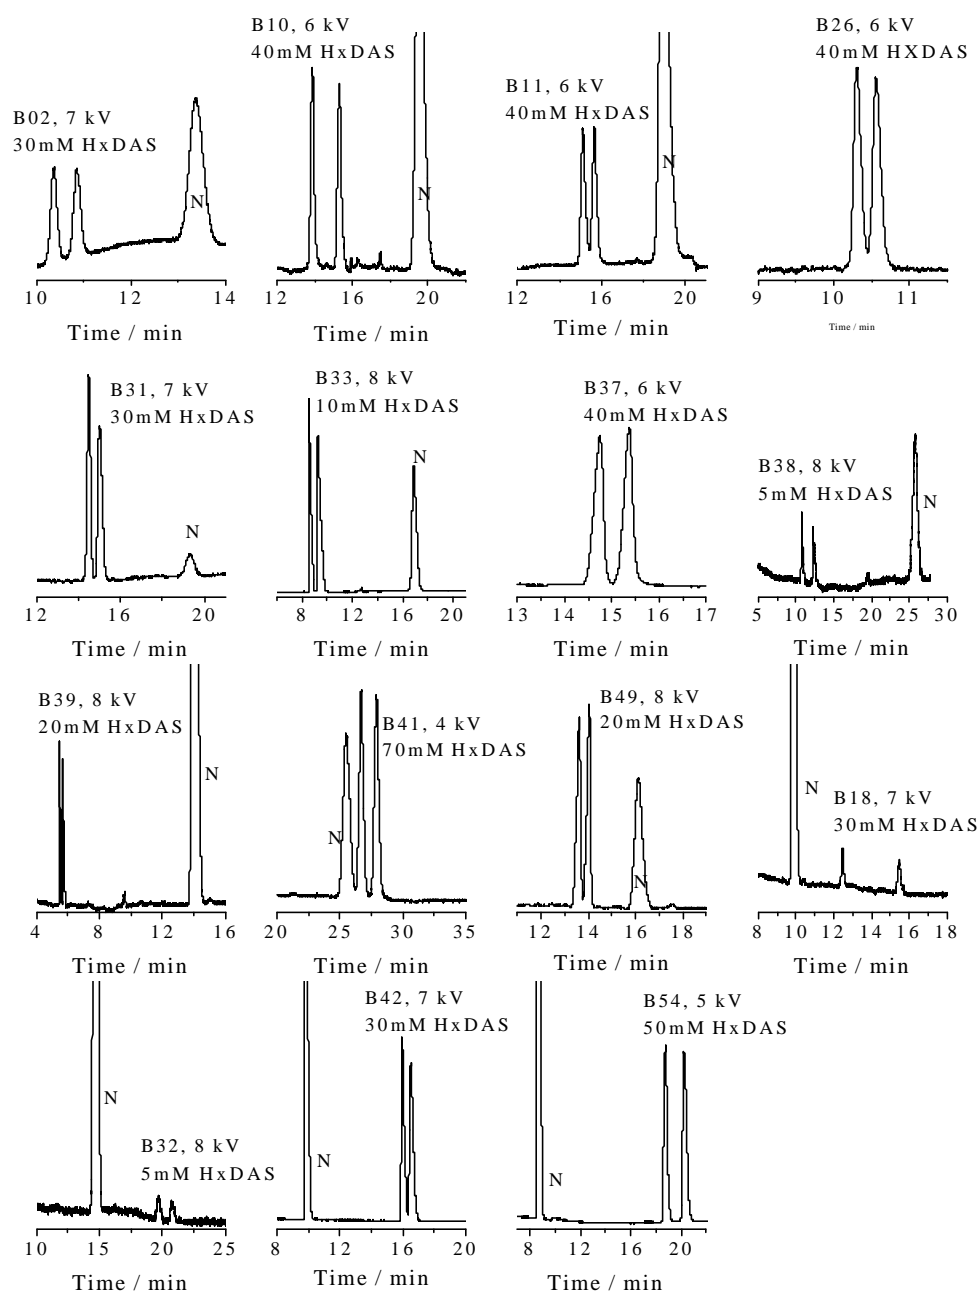 B02, 7 kV
30mM HxDAS
N
10 12 14
Time / min
B10, 6 kV
40mM HxDAS
N
12 16 20
Time / min
B11, 6 kV
40mM HxDAS
N
12 16 20
Time / min
B26, 6 kV
40mM HXDAS
9 10 11
Time / min
B31, 7 kV
30mM HxDAS
N
12 15 18 21
Time / min
B33, 8 kV
10mM HxDAS
N
8 12 16 20
Time / min
B37, 6 kV
40mM HxDAS
13 14 15 16 17
Time / min
B38, 8 kV
5mM HxDAS
N
5 10 15 20 25 30
Time / min
B39, 8 kV
20mM HxDAS
N
4 8 12 16
Time / min
B41, 4 kV
70mM HxDAS
N
20 25 30 35
Time / min
B49, 8 kV
20mM HxDAS
N
12 14 16 18
Time / min
N
B18, 7 kV
30mM HxDAS
8 10 12 14 16 18
Time / min
N
B32, 8 kV
5mM HxDAS
10 15 20 25
Time / min
B42, 7 kV
30mM HxDAS
N
8 12 16 20
Time / min
B54, 5 kV
50mM HxDAS
N
8 12 16 20
Time / min